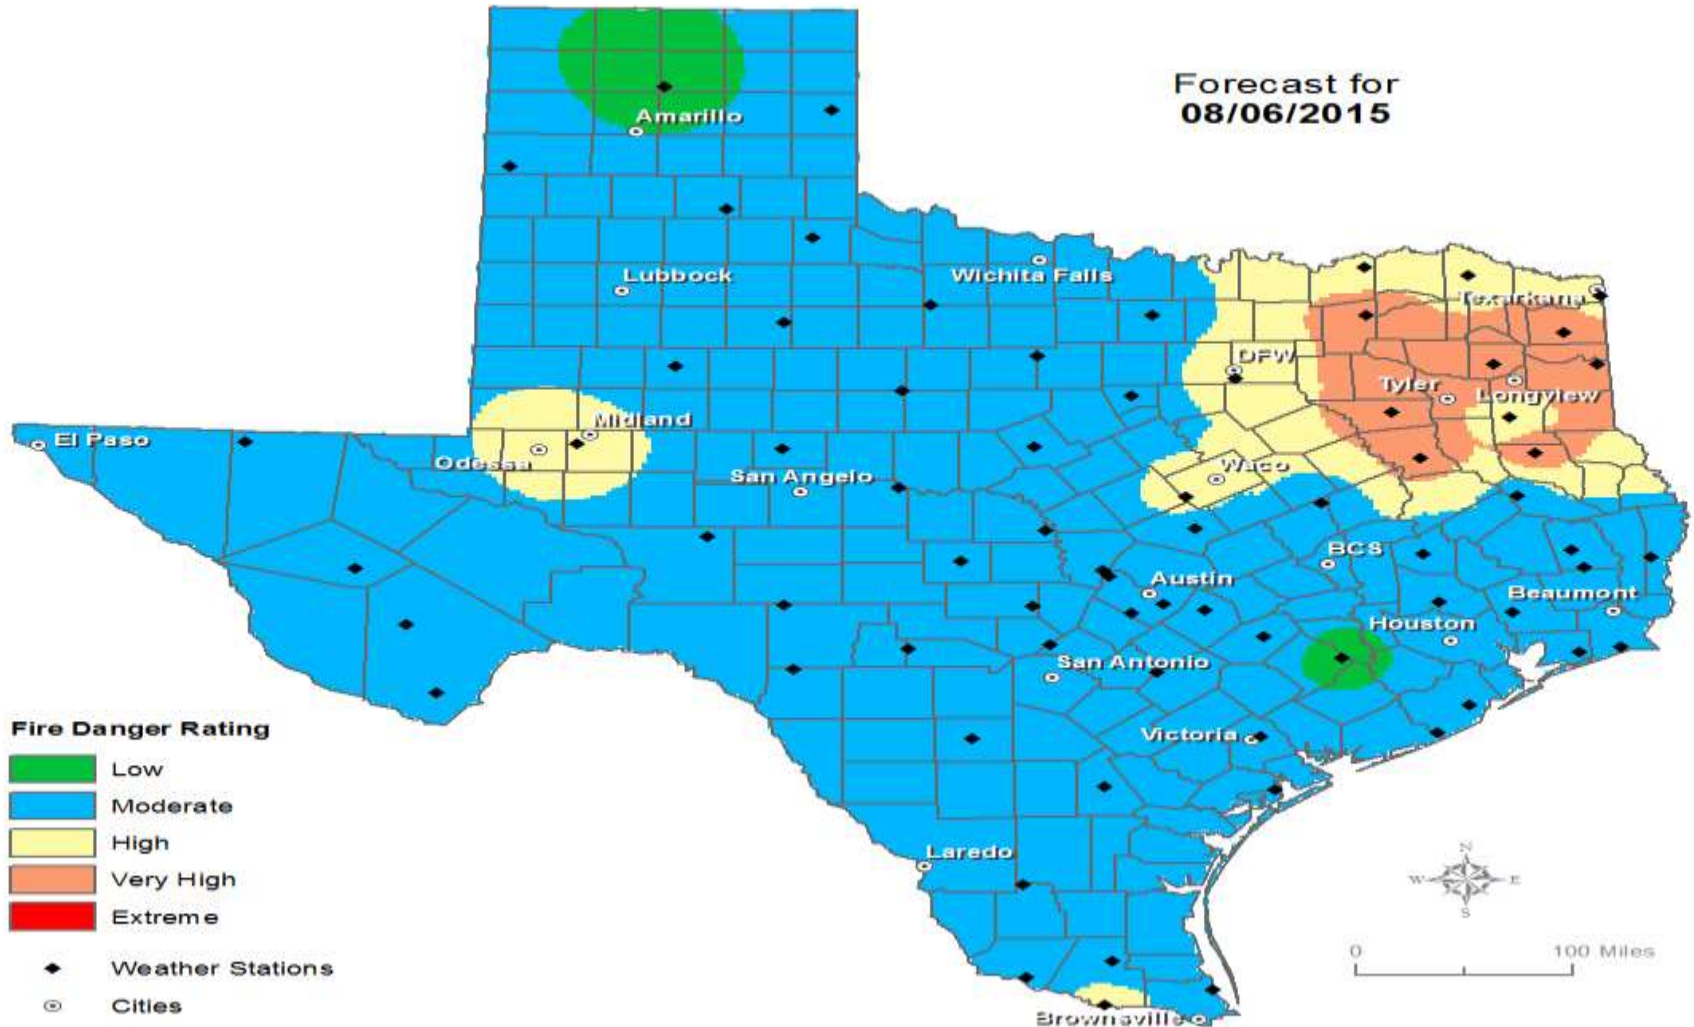 Forecast for
08/06/2015
Amarillo
Lubbock
Wichita Falls
Texarkana
DFW
Tyler
Longview
Midland
El Paso
Odessa
San Angelo
Waco
BCS
Austin
Beaumont
Houston
San Antonio
Victoria
Laredo
Brownsville
Fire Danger Rating
Low
Moderate
High
Very High
Extreme
Weather Stations
Cities
N
W E
S
0 100 Miles